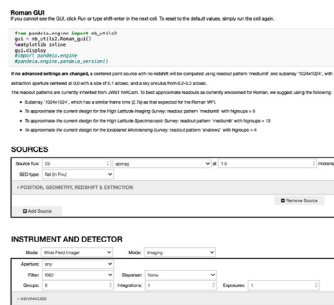 Roman GUI
If you cannot see the GUI, click Run or type shift-enter in the next cell. To reset to the default values, simply run the cell again.
from pandeia.engine import nb_utils2
gui = nb_utils2.Roman_gui()
%matplotlib inline
gui.display
#import pandeia.engine
#pandeia.engine.pandeia_version()
If no advanced settings are changed, a centered point source with no redshift will be computed using readout pattern "medium8" and subarray "1024x1024", with
extraction aperture centered at 0,0 with a size of 0.1 arcsec, and a sky annulus from
The readout patterns are currently inherited from JWST NIRCam. To best approximate readouts as currently envisioned for Roman, we suggest using the following:
• Subarray "1024x1024", which has a similar frame time (2.7s) as that expected for the Roman WFI.
• To approximate the current design for the High Latitude Imaging Survey: readout pattern "medium8" with Ngroups = 8
• To approximate the current design for the High Latitude Spectroscopic Survey: readout pattern "medium8" with Ngroups = 13
• To approximate the current design for the Exoplanet Microlensing Survey: readout pattern "shallow2" with Ngroups = 4
SOURCES
Source flux: 23 abmag at 1.5 microns
SED type: flat (in Fnu)
› POSITION, GEOMETRY, REDSHIFT & EXTINCTION
Remove Source
Add Source
INSTRUMENT AND DETECTOR
Mode: Wide Field Imager Mode: Imaging
Aperture: any
Filter: Disperser: None
Groups: 6 Integrations: 1 Exposures: 1
› ADVANCED